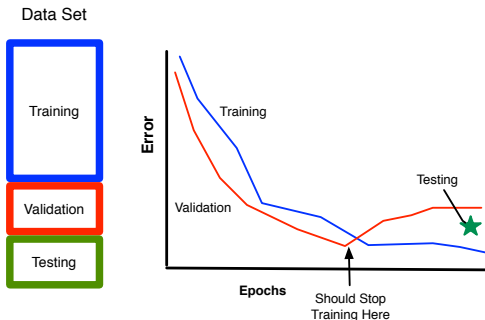 Data Set
Training
Validation
Testing
Error
Training
Validation
Testing
Epochs
Should Stop
Training Here